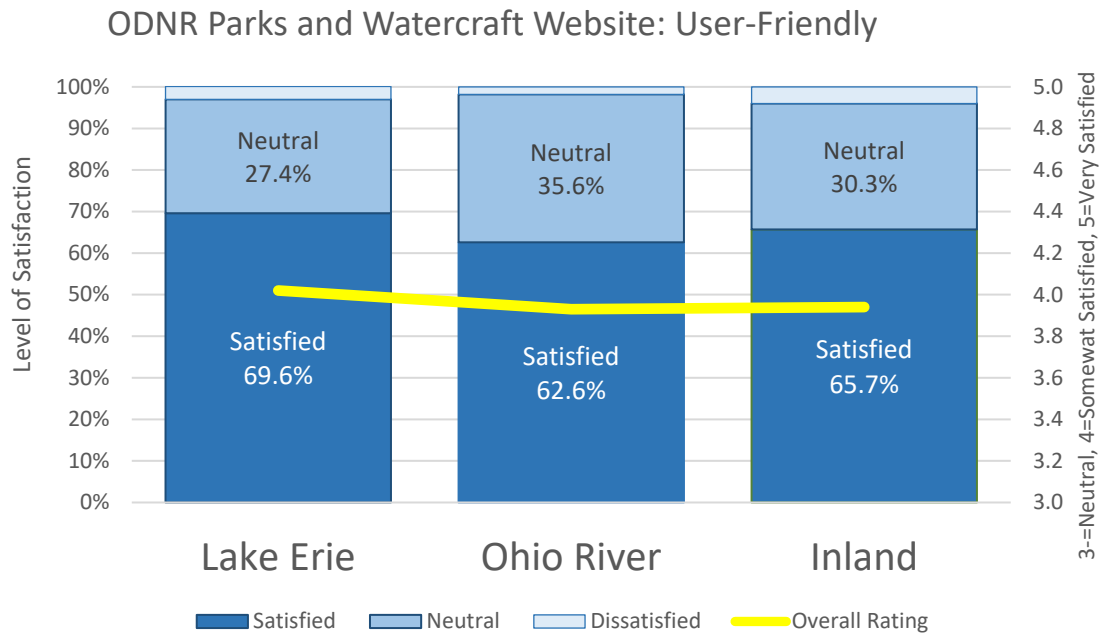 ODNR Parks and Watercraft Website: User-Friendly
Level of Satisfaction
100%
90%
80%
70%
60%
50%
40%
30%
20%
10%
0%
Neutral
27.4%
Satisfied
69.6%
Neutral
35.6%
Satisfied
62.6%
Neutral
30.3%
Satisfied
65.7%
5.0
4.8
4.6
4.4
4.2
4.0
3.8
3.6
3.4
3.2
3.0
3-=Neutral, 4=Somewat Satisfied, 5=Very Satisfied
Lake Erie
Ohio River
Inland
Satisfied
Neutral
Dissatisfied
Overall Rating